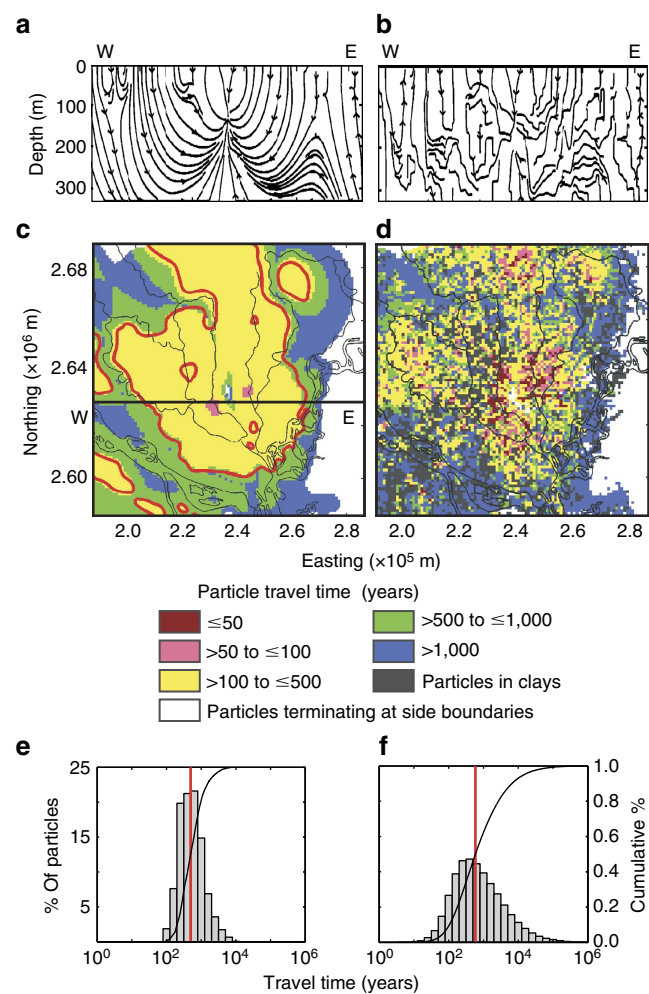 a
b
W E
W E
Depth (m)
0
100
200
300
c
d
Northing (×10⁶ m)
2.68
2.64
2.60
W E
2.0 2.2 2.4 2.6 2.8
2.0 2.2 2.4 2.6 2.8
Easting (×10⁵ m)
Particle travel time (years)
≤50
>50 to ≤100
>100 to ≤500
>500 to ≤1,000
>1,000
Particles in clays
Particles terminating at side boundaries
e
f
% Of particles
25
15
5
10⁰ 10² 10⁴ 10⁶
10⁰ 10² 10⁴ 10⁶
1.0
0.8
0.6
0.4
0.2
0.0
Cumulative %
Travel time (years)